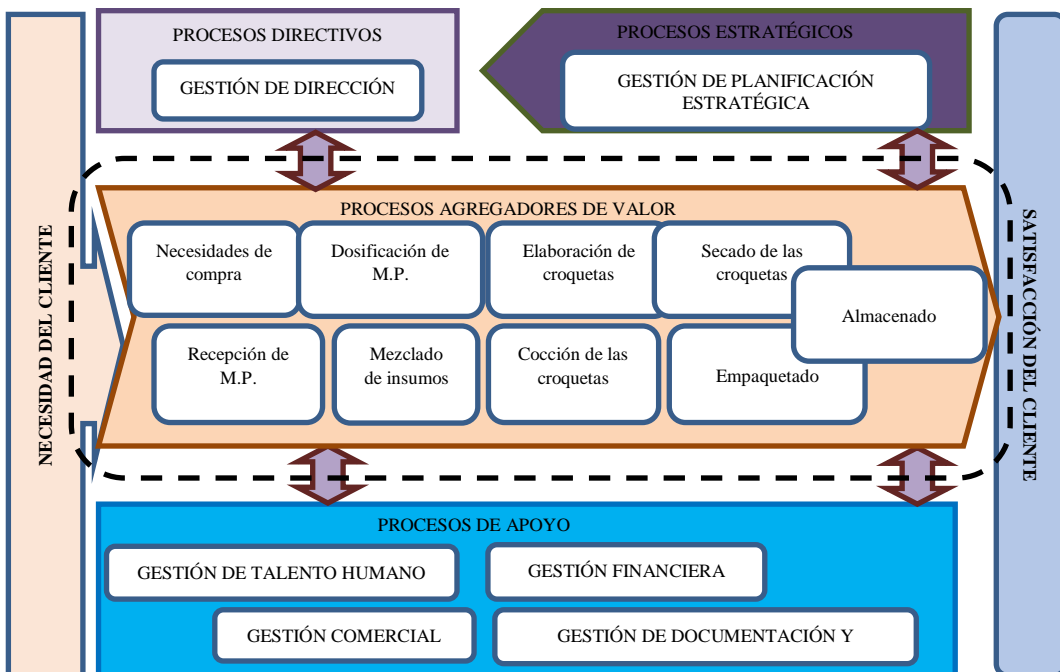 PROCESOS DIRECTIVOS
GESTIÓN DE DIRECCIÓN
PROCESOS ESTRATÉGICOS
GESTIÓN DE PLANIFICACIÓN
ESTRATÉGICA
NECESIDAD DEL CLIENTE
PROCESOS AGREGADORES DE VALOR
Necesidades de
compra
Dosificación de
M.P.
Elaboración de
croquetas
Secado de las
croquetas
Almacenado
Recepción de
M.P.
Mezclado
de insumos
Cocción de las
croquetas
Empaquetado
SATISFACCIÓN DEL CLIENTE
PROCESOS DE APOYO
GESTIÓN DE TALENTO HUMANO
GESTIÓN FINANCIERA
GESTIÓN COMERCIAL
GESTIÓN DE DOCUMENTACIÓN Y